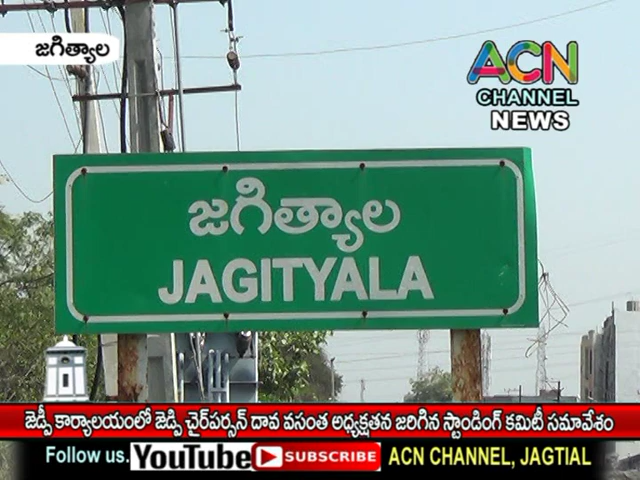 జగిత్యాల
ACN
CHANNEL
NEWS
జగిత్యాల
JAGITYALA
జెడ్పీ కార్యాలయంలో జెడ్పి చైర్‌పర్సన్ దావ వసంత అధ్యక్షతన జరిగిన స్టాండింగ్ కమిటీ సమావేశం
Follow us. YouTube SUBSCRIBE ACN CHANNEL, JAGTIAL